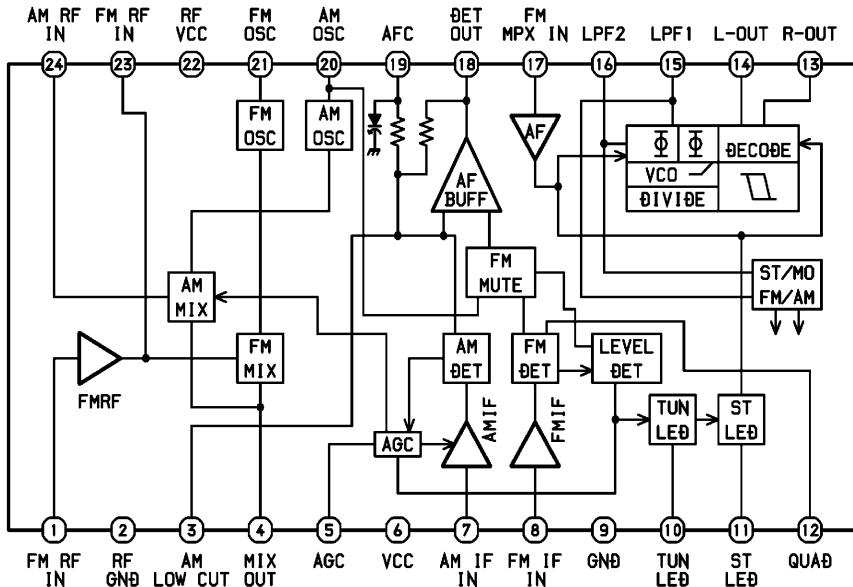 AM RF IN
FM RF IN
RF VCC
FM OSC
AM OSC
AFC
DET OUT
FM MPX IN
LPF2
LPF1
L-OUT
R-OUT
24
23
22
21
20
19
18
17
16
15
14
13
FM OSC
AM OSC
AF
AF BUFF
DECODE
VCO
DIVIDE
FM MUTE
AM MIX
ST/MO
FM/AM
FMRF
FM MIX
AM DET
FM DET
LEVEL DET
AGC
AMIF
FMIF
TUN LED
ST LED
1
2
3
4
5
6
7
8
9
10
11
12
FM RF IN
RF GND
AM LOW CUT
MIX OUT
AGC
VCC
AM IF IN
FM IF IN
GND
TUN LED
ST LED
QUAD